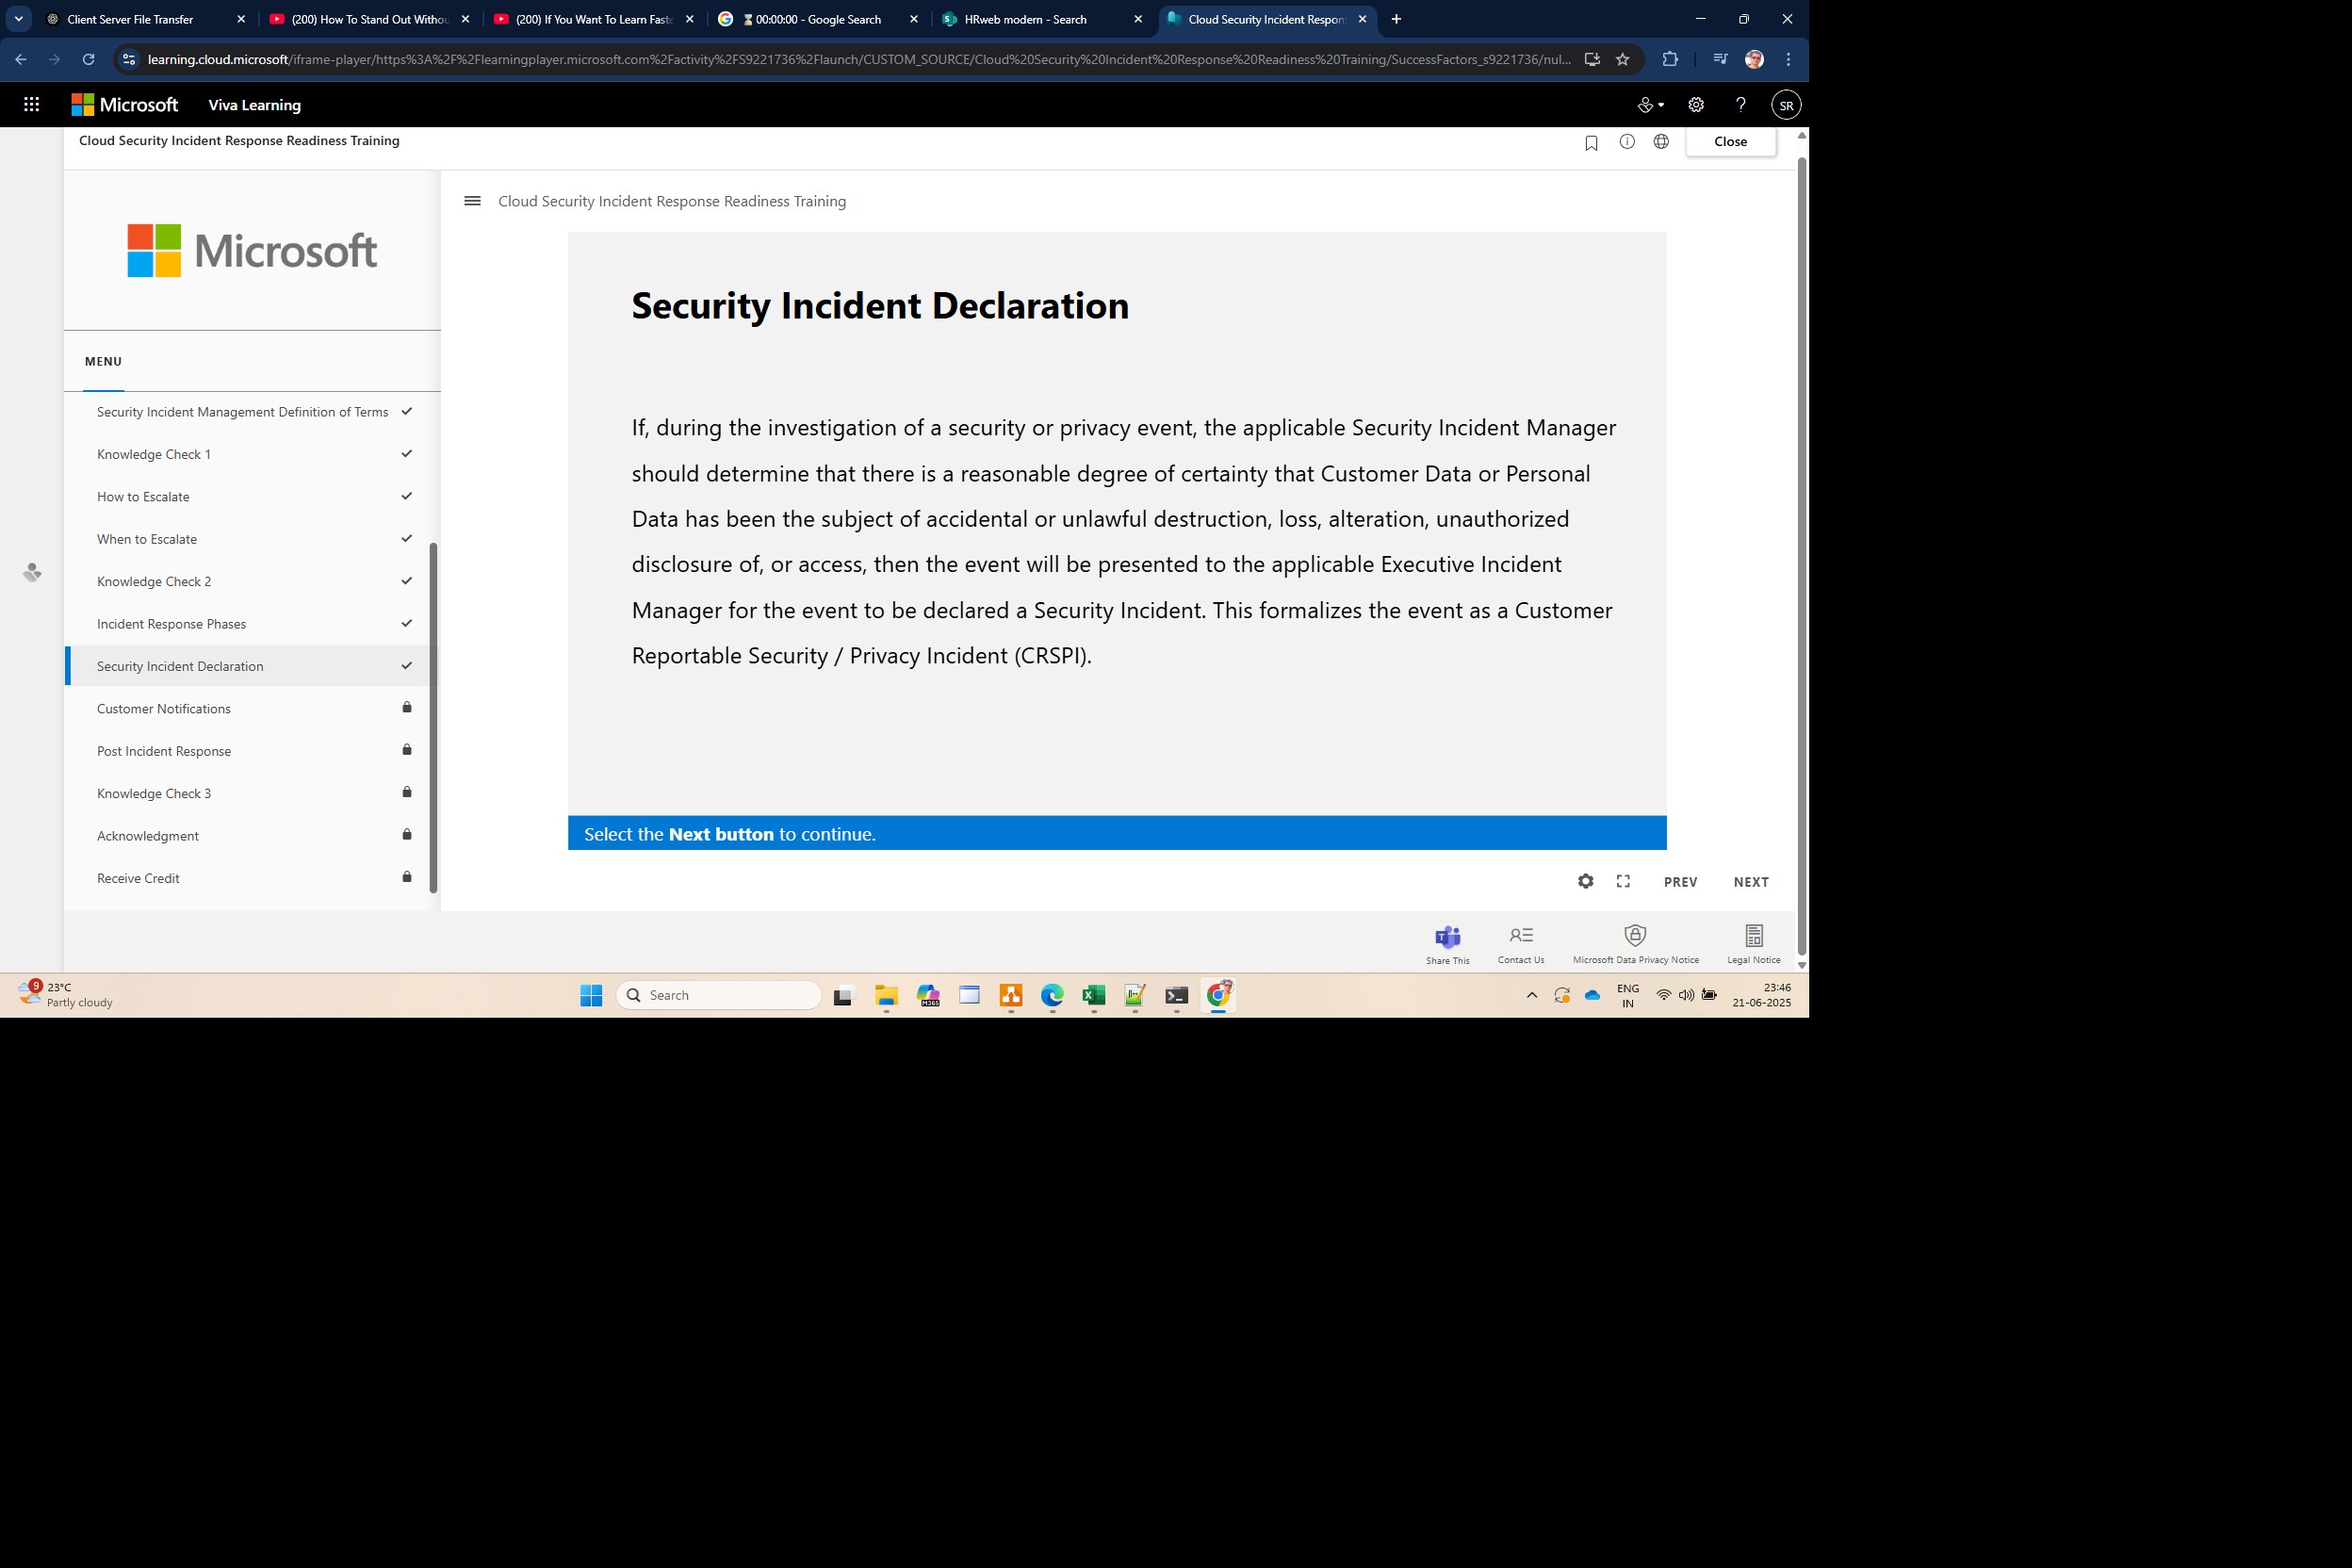 Client Server File Transfer
(200) How To Stand Out Withou
(200) If You Want To Learn Faste
00:00:00 - Google Search
HRweb modern - Search
Cloud Security Incident Respon
learning.cloud.microsoft/iframe-player/https%3A%2F%2Flearningplayer.microsoft.com%2Factivity%2FS9221736%2Flaunch/CUSTOM_SOURCE/Cloud%20Security%20Incident%20Response%20Readiness%20Training/SuccessFactors_s9221736/nul...
Microsoft
Viva Learning
SR
Cloud Security Incident Response Readiness Training
Close
Microsoft
Cloud Security Incident Response Readiness Training
MENU
Security Incident Management Definition of Terms
Knowledge Check 1
How to Escalate
When to Escalate
Knowledge Check 2
Incident Response Phases
Security Incident Declaration
Customer Notifications
Post Incident Response
Knowledge Check 3
Acknowledgment
Receive Credit
Security Incident Declaration
If, during the investigation of a security or privacy event, the applicable Security Incident Manager
should determine that there is a reasonable degree of certainty that Customer Data or Personal
Data has been the subject of accidental or unlawful destruction, loss, alteration, unauthorized
disclosure of, or access, then the event will be presented to the applicable Executive Incident
Manager for the event to be declared a Security Incident. This formalizes the event as a Customer
Reportable Security / Privacy Incident (CRSPI).
Select the Next button to continue.
PREV
NEXT
Share This
Contact Us
Microsoft Data Privacy Notice
Legal Notice
9
23°C
Partly cloudy
Search
M365
ENG
IN
23:46
21-06-2025